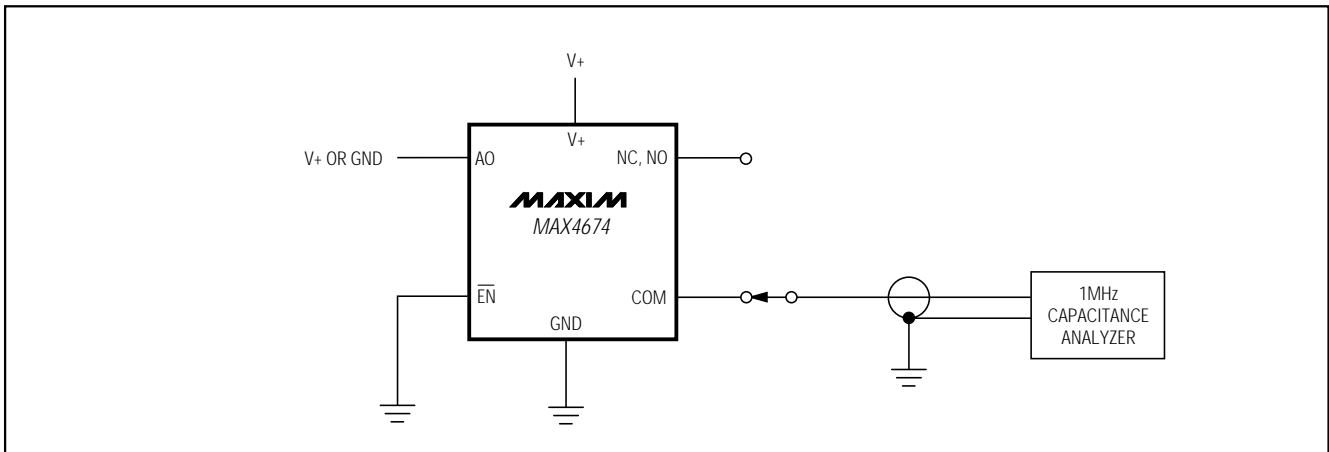 V+
V+
V+ OR GND
AO
NC, NO
MAXIM
MAX4674
EN
COM
GND
1MHz
CAPACITANCE
ANALYZER